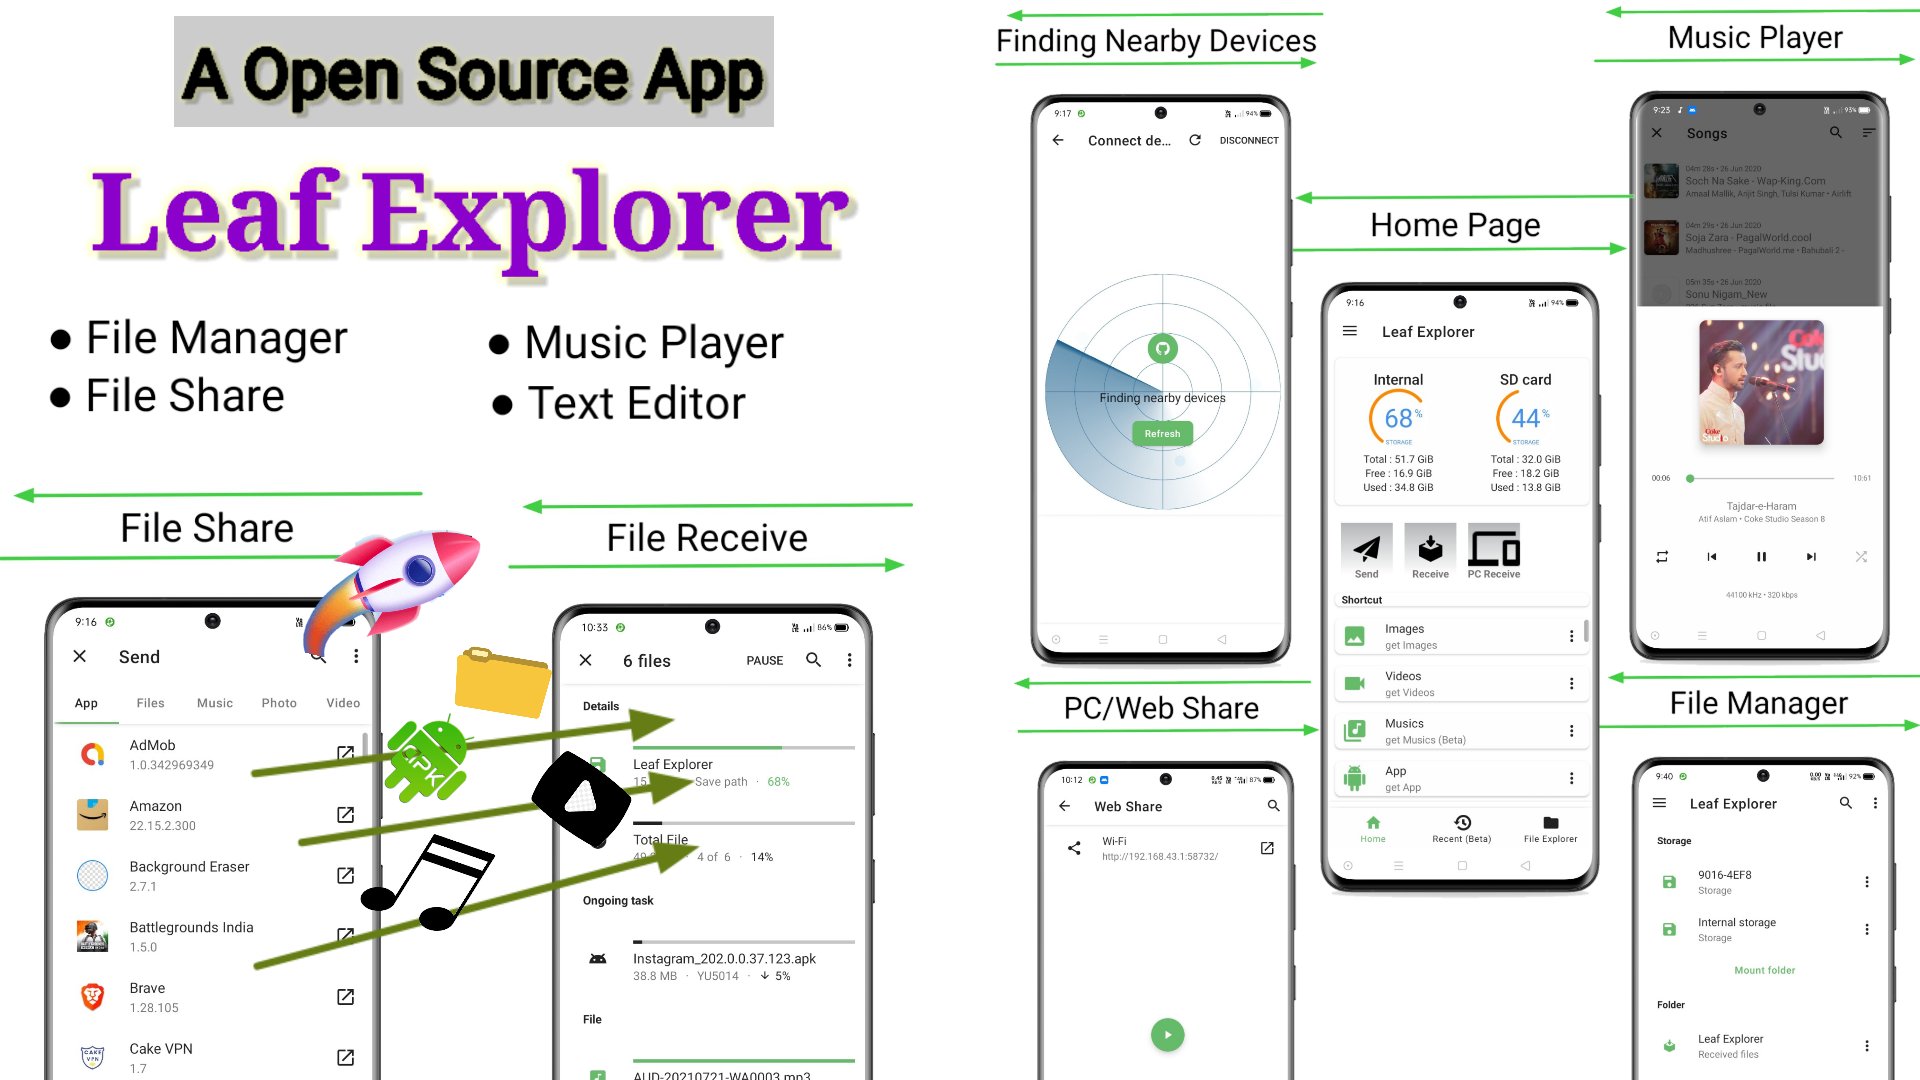 A Open Source App
Leaf Explorer
● File Manager
● File Share
● Music Player
● Text Editor
File Share
9:16
Send
App Files Music Photo Video
AdMob
1.0.342969349
Amazon
22.15.2.300
Background Eraser
2.7.1
Battlegrounds India
1.5.0
Brave
1.28.105
Cake VPN
1.7
APK
File Receive
10:33 86%
6 files PAUSE
Details
Leaf Explorer
Save path · 68%
Total File
4 of 6 · 14%
Ongoing task
Instagram_202.0.0.37.123.apk
38.8 MB · YU5014 · 5%
File
AUD-20210721-WA0003.mp3
Finding Nearby Devices
9:17 94%
Connect de... DISCONNECT
Finding nearby devices
Refresh
Home Page
9:16 94%
Leaf Explorer
Internal
68%
STORAGE
Total : 51.7 GiB
Free : 16.9 GiB
Used : 34.8 GiB
SD card
44%
STORAGE
Total : 32.0 GiB
Free : 18.2 GiB
Used : 13.8 GiB
Send Receive PC Receive
Shortcut
Images
get Images
Videos
get Videos
Musics
get Musics (Beta)
App
get App
Home Recent (Beta) File Explorer
Music Player
9:23 93%
Songs
04m 28s • 26 Jun 2020
Soch Na Sake - Wap-King.Com
Amaal Mallik, Arijit Singh, Tulsi Kumar • Airlift
04m 29s • 26 Jun 2020
Soja Zara - PagalWorld.cool
Madhushree - PagalWorld.me • Bahubali 2 -
05m 35s • 26 Jun 2020
Sonu Nigam_New
Coke
Studio
00:06 10:61
Tajdar-e-Haram
Atif Aslam • Coke Studio Season 8
44100 kHz • 320 kbps
PC/Web Share
10:12 87%
Web Share
Wi-Fi
http://192.168.43.1:58732/
File Manager
9:40 92%
Leaf Explorer
Storage
9016-4EF8
Storage
Internal storage
Storage
Mount folder
Folder
Leaf Explorer
Received files